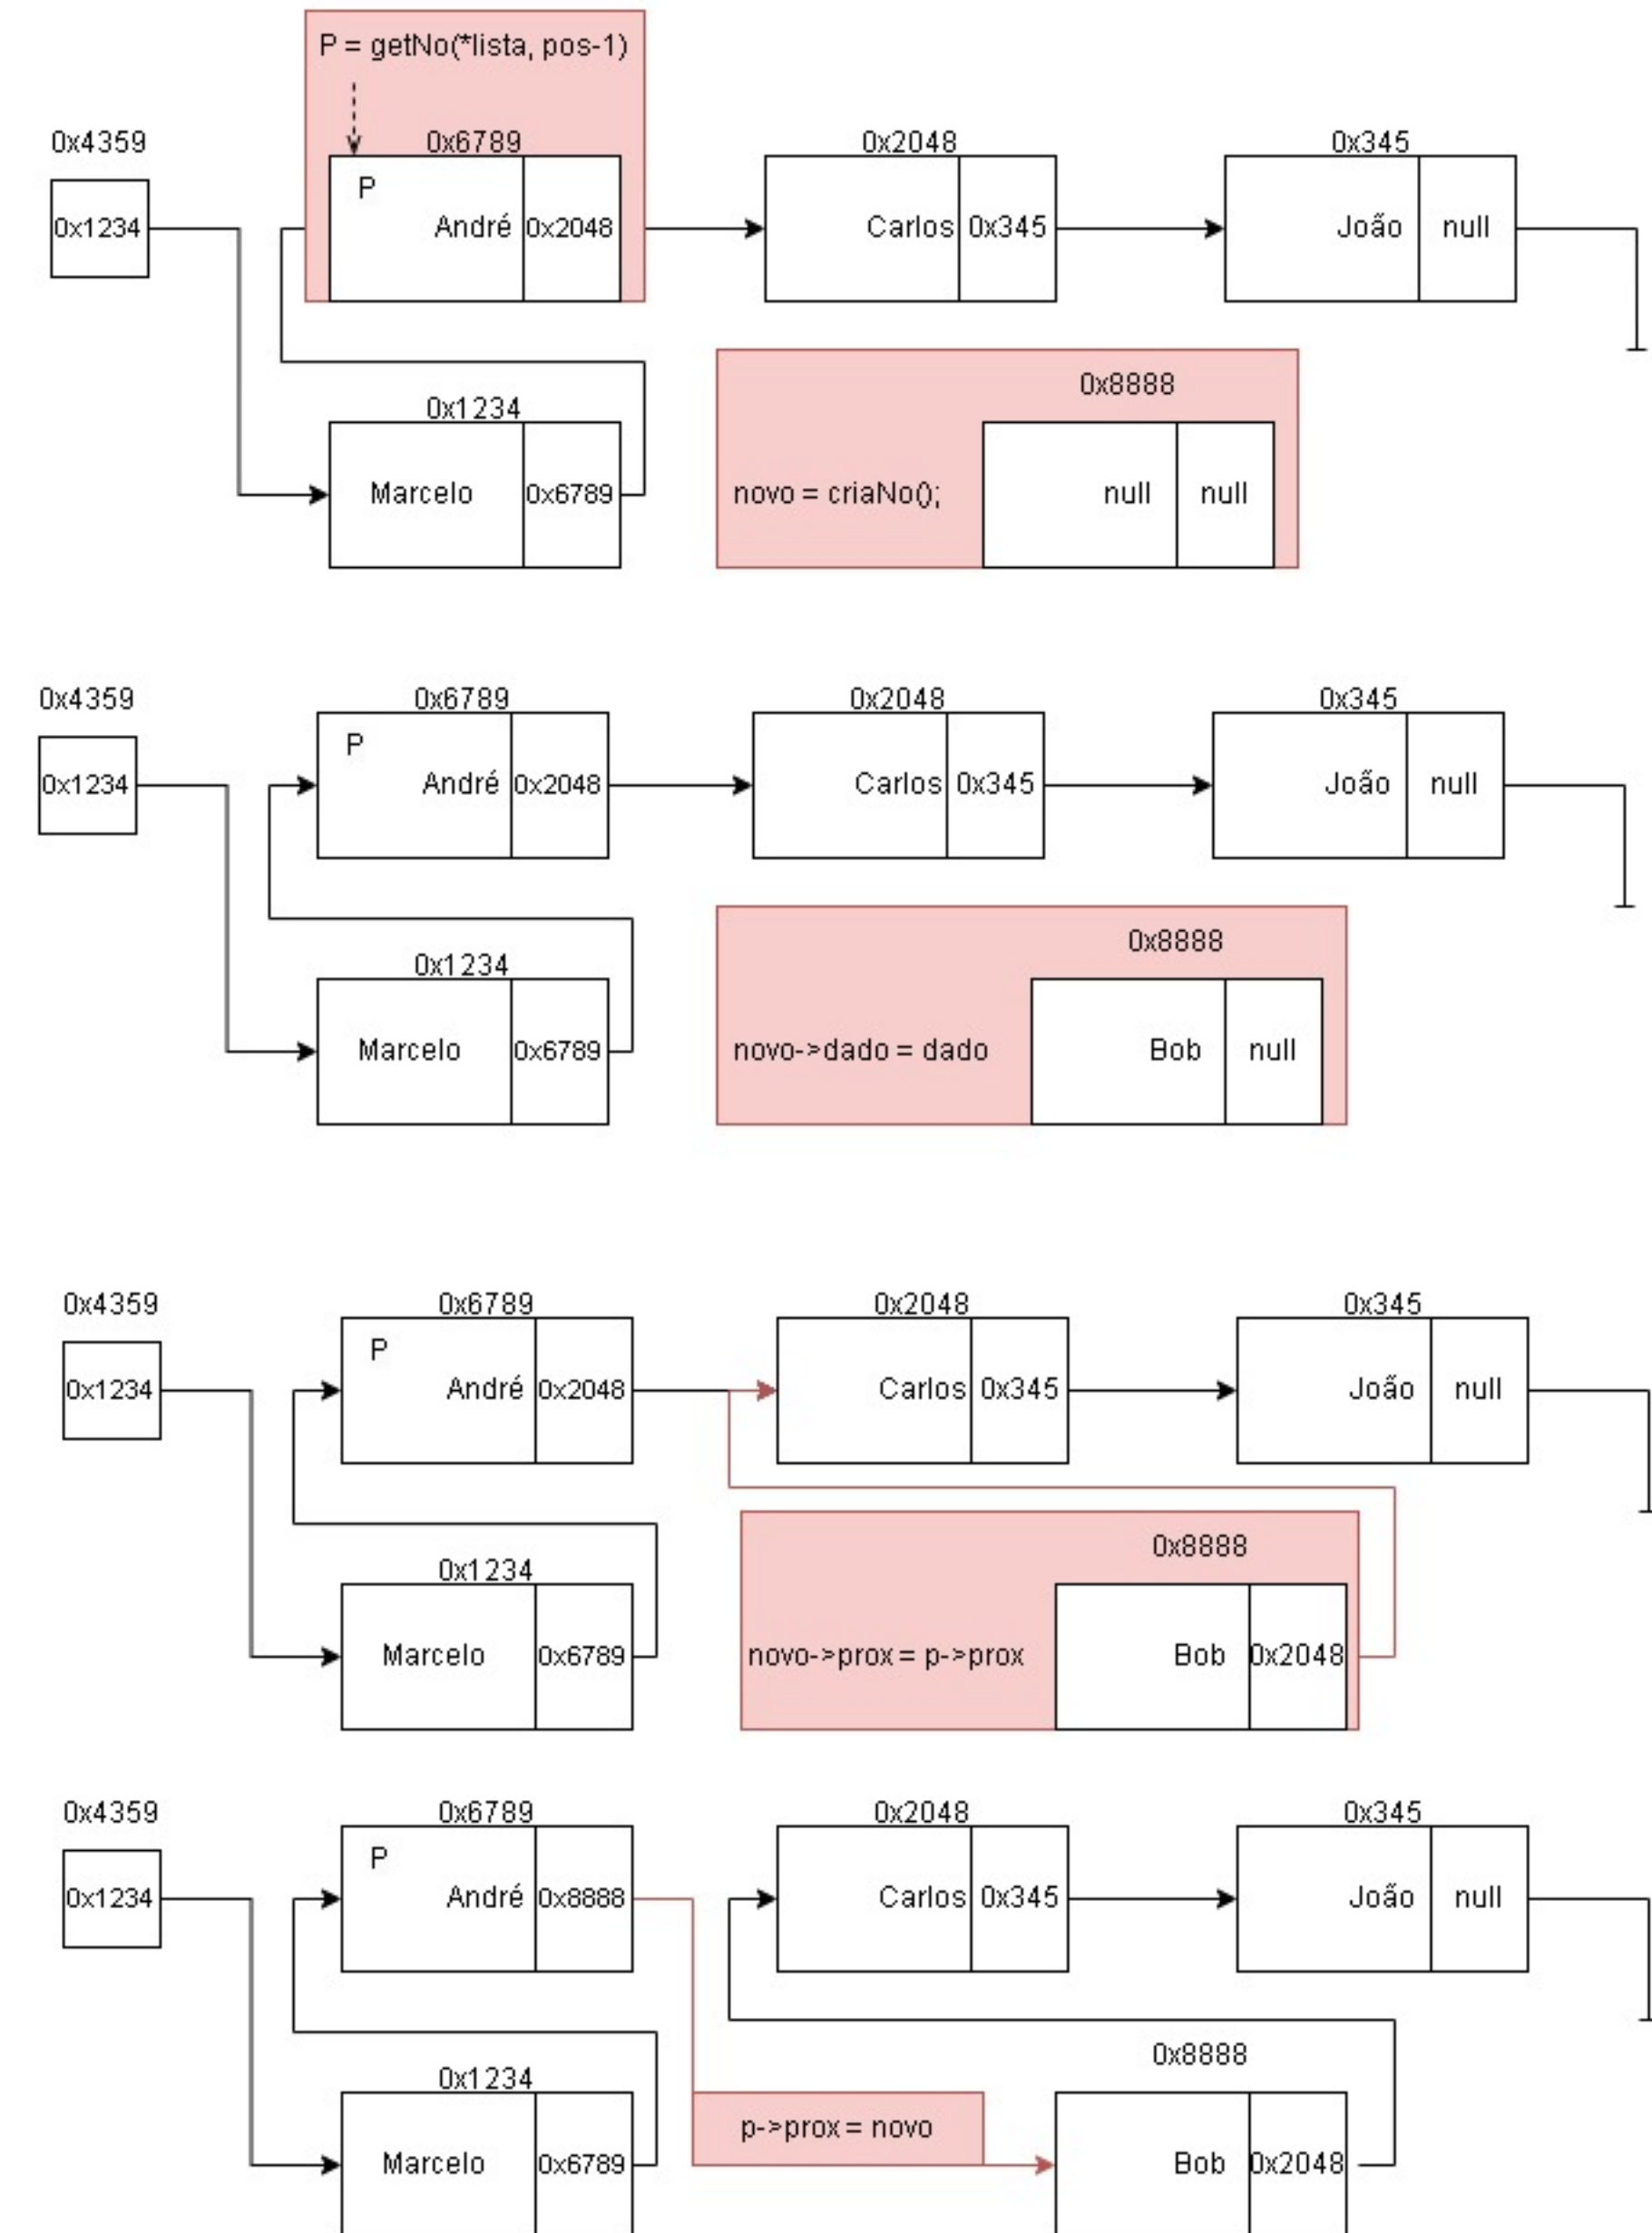 P = getNo(*lista, pos-1)
0x4359
0x6789
0x2048
0x345
P
0x1234
André
0x2048
Carlos
0x345
João
null
0x8888
0x1234
Marcelo
0x6789
novo = criaNo();
null
null
0x4359
0x6789
0x2048
0x345
P
0x1234
André
0x2048
Carlos
0x345
João
null
0x8888
0x1234
Marcelo
0x6789
novo->dado = dado
Bob
null
0x4359
0x6789
0x2048
0x345
P
0x1234
André
0x2048
Carlos
0x345
João
null
0x8888
0x1234
Marcelo
0x6789
novo->prox = p->prox
Bob
0x2048
0x4359
0x6789
0x2048
0x345
P
0x1234
André
0x8888
Carlos
0x345
João
null
0x8888
0x1234
p->prox = novo
Marcelo
0x6789
Bob
0x2048